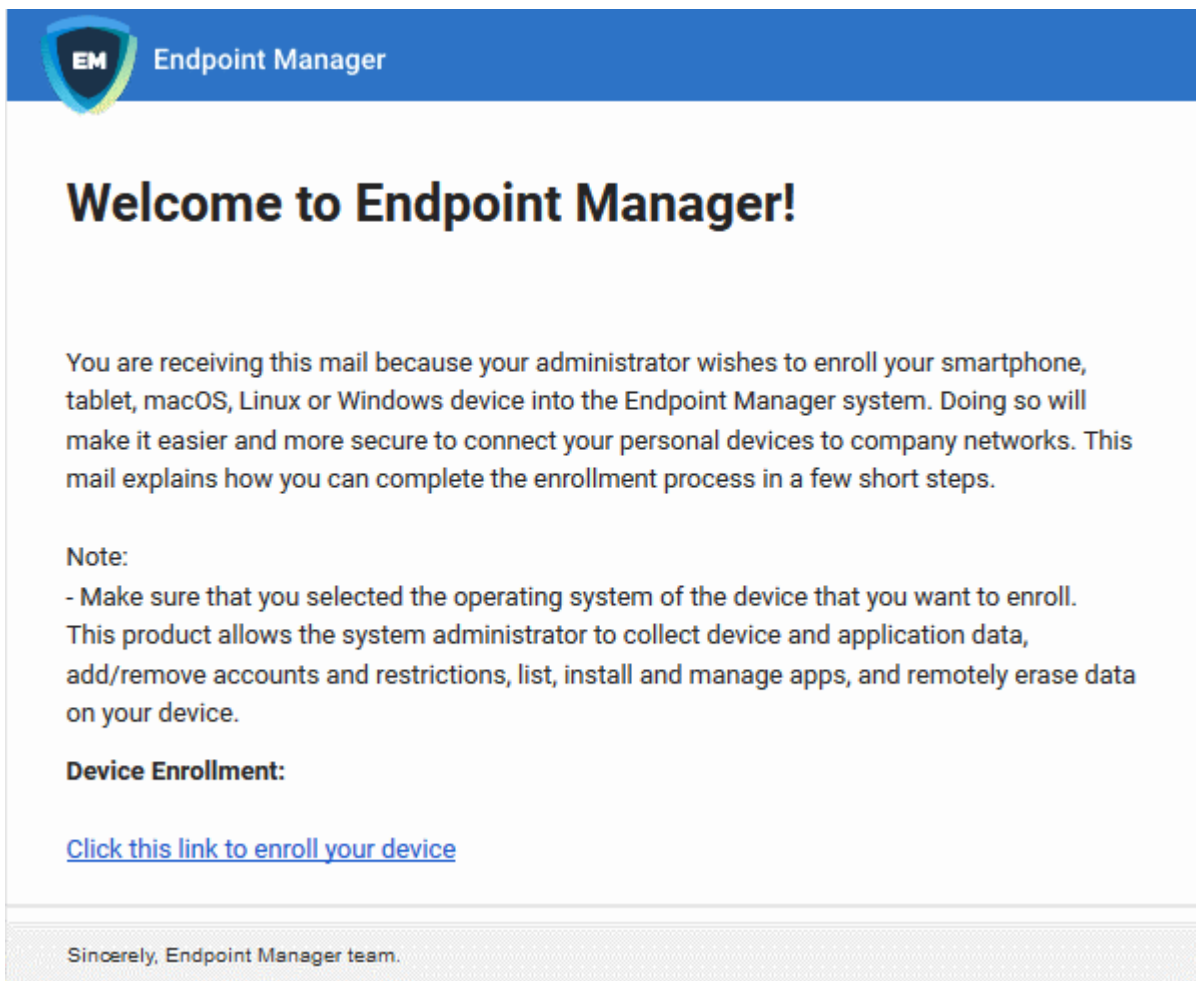 EM Endpoint Manager
Welcome to Endpoint Manager!
You are receiving this mail because your administrator wishes to enroll your smartphone,
tablet, macOS, Linux or Windows device into the Endpoint Manager system. Doing so will
make it easier and more secure to connect your personal devices to company networks. This
mail explains how you can complete the enrollment process in a few short steps.
Note:
- Make sure that you selected the operating system of the device that you want to enroll.
This product allows the system administrator to collect device and application data,
add/remove accounts and restrictions, list, install and manage apps, and remotely erase data
on your device.
Device Enrollment:
Click this link to enroll your device
Sincerely, Endpoint Manager team.